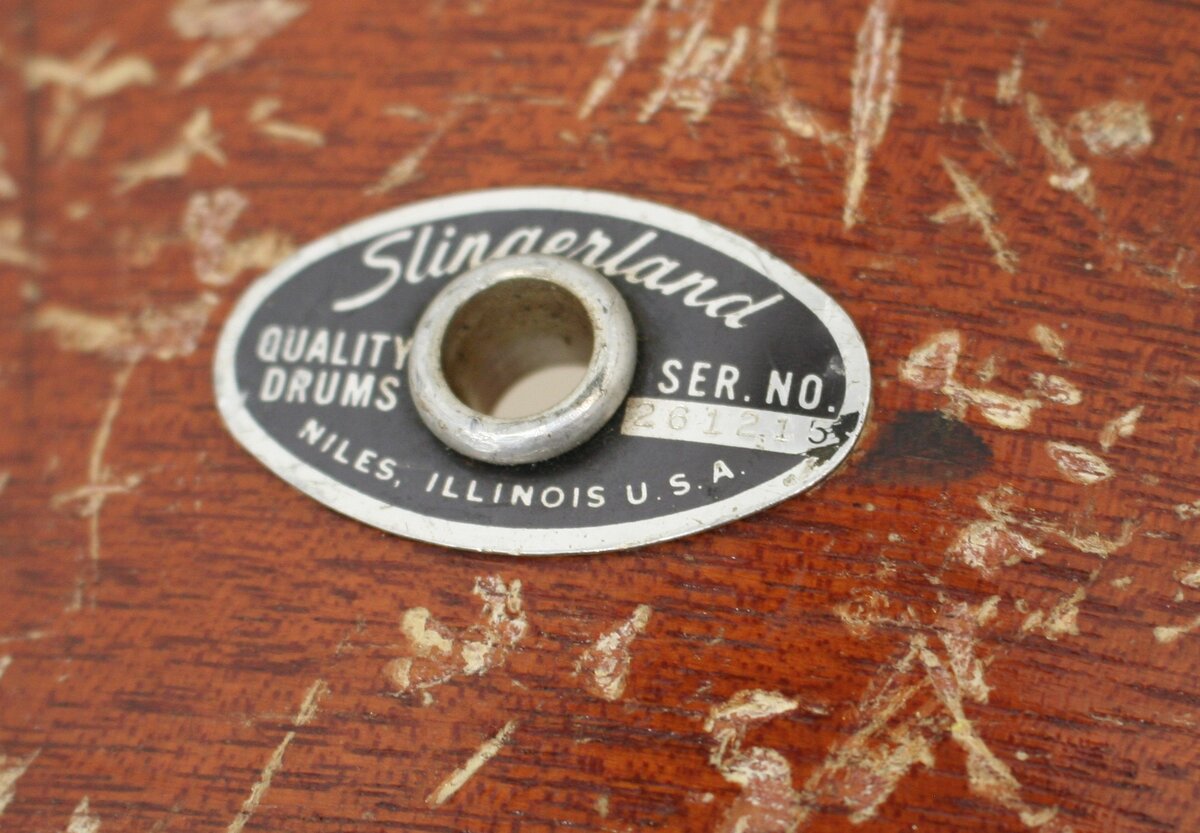 Slingerland
QUALITY
DRUMS
SER. NO.
261215
NILES, ILLINOIS U.S.A.